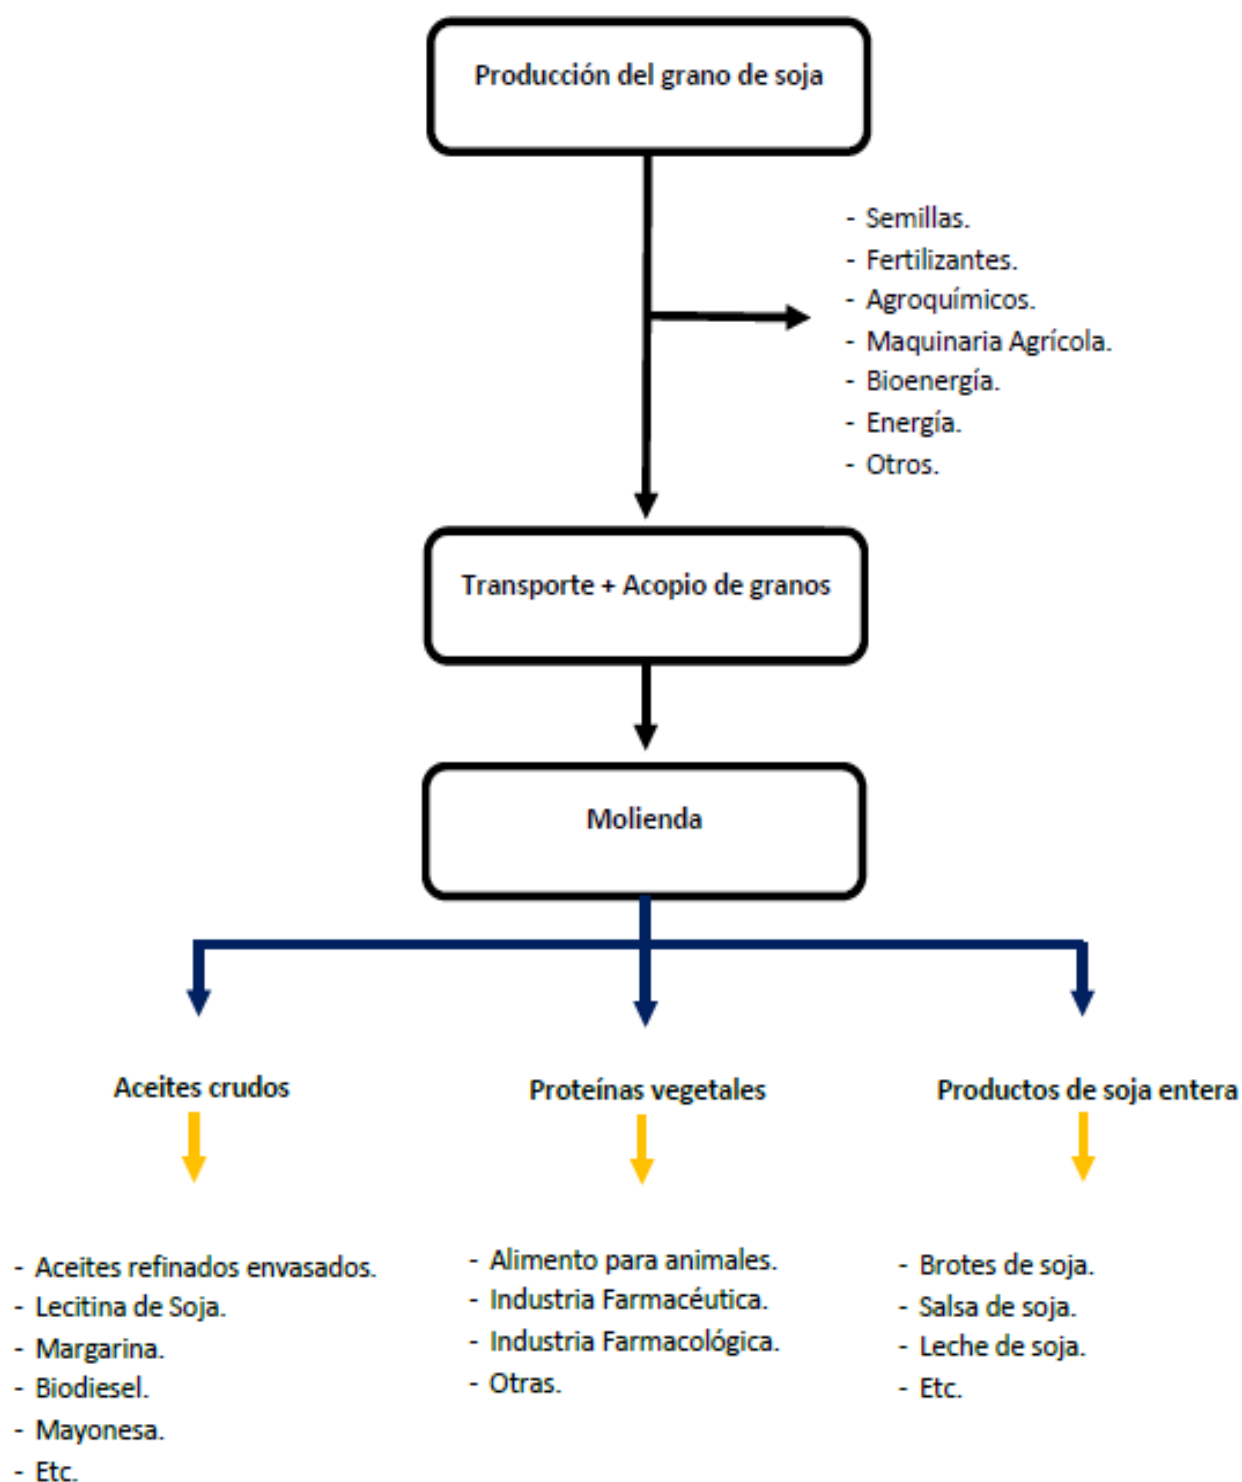 Producción del grano de soja
- Semillas.
- Fertilizantes.
- Agroquímicos.
- Maquinaria Agrícola.
- Bioenergía.
- Energía.
- Otros.
Transporte + Acopio de granos
Molienda
Aceites crudos
- Aceites refinados envasados.
- Lecitina de Soja.
- Margarina.
- Biodiesel.
- Mayonesa.
- Etc.
Proteínas vegetales
- Alimento para animales.
- Industria Farmacéutica.
- Industria Farmacológica.
- Otras.
Productos de soja entera
- Brotes de soja.
- Salsa de soja.
- Leche de soja.
- Etc.